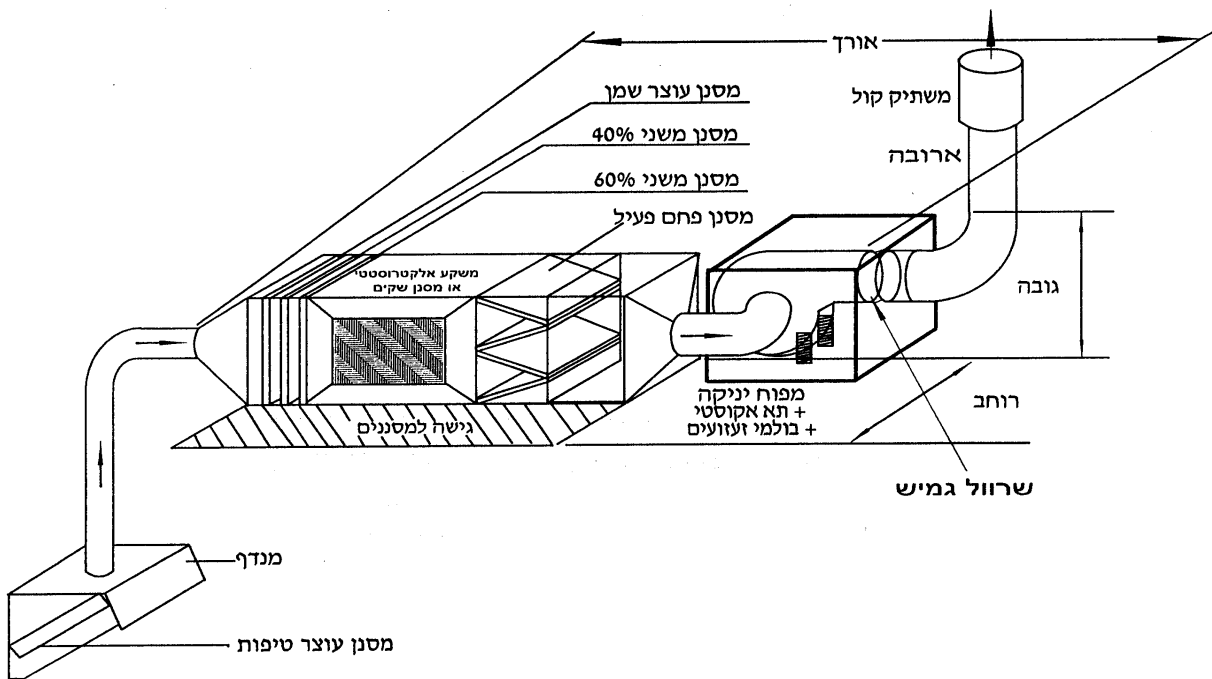 אורך
מסנן עוצר שמן
מסנן משני 40%
מסנן משני 60%
מסנן פחם פעיל
משתיק קול
ארובה
משקע אלקטרוסטטי
או מסנן שקים
גובה
רוחב
מפוח יניקה
+ תא אקוסטי
+ בולמי זעזועים
גישה למסננים
שרוול גמיש
מנדף
מסנן עוצר טיפות